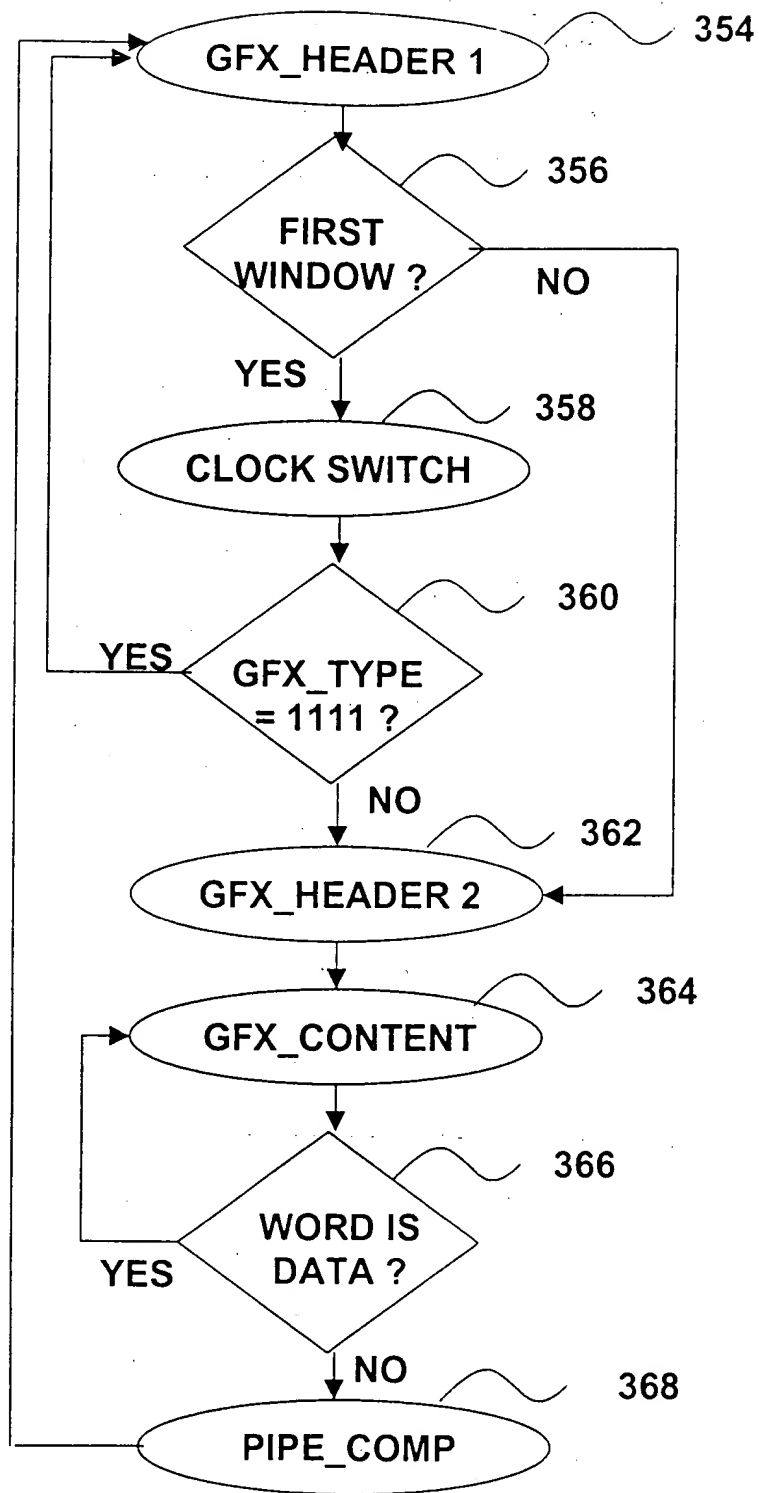 GFX_HEADER 1
354
356
FIRST
WINDOW ?
NO
YES
358
CLOCK SWITCH
360
YES
GFX_TYPE
= 1111 ?
NO
362
GFX_HEADER 2
364
GFX_CONTENT
366
WORD IS
DATA ?
YES
NO
368
PIPE_COMP